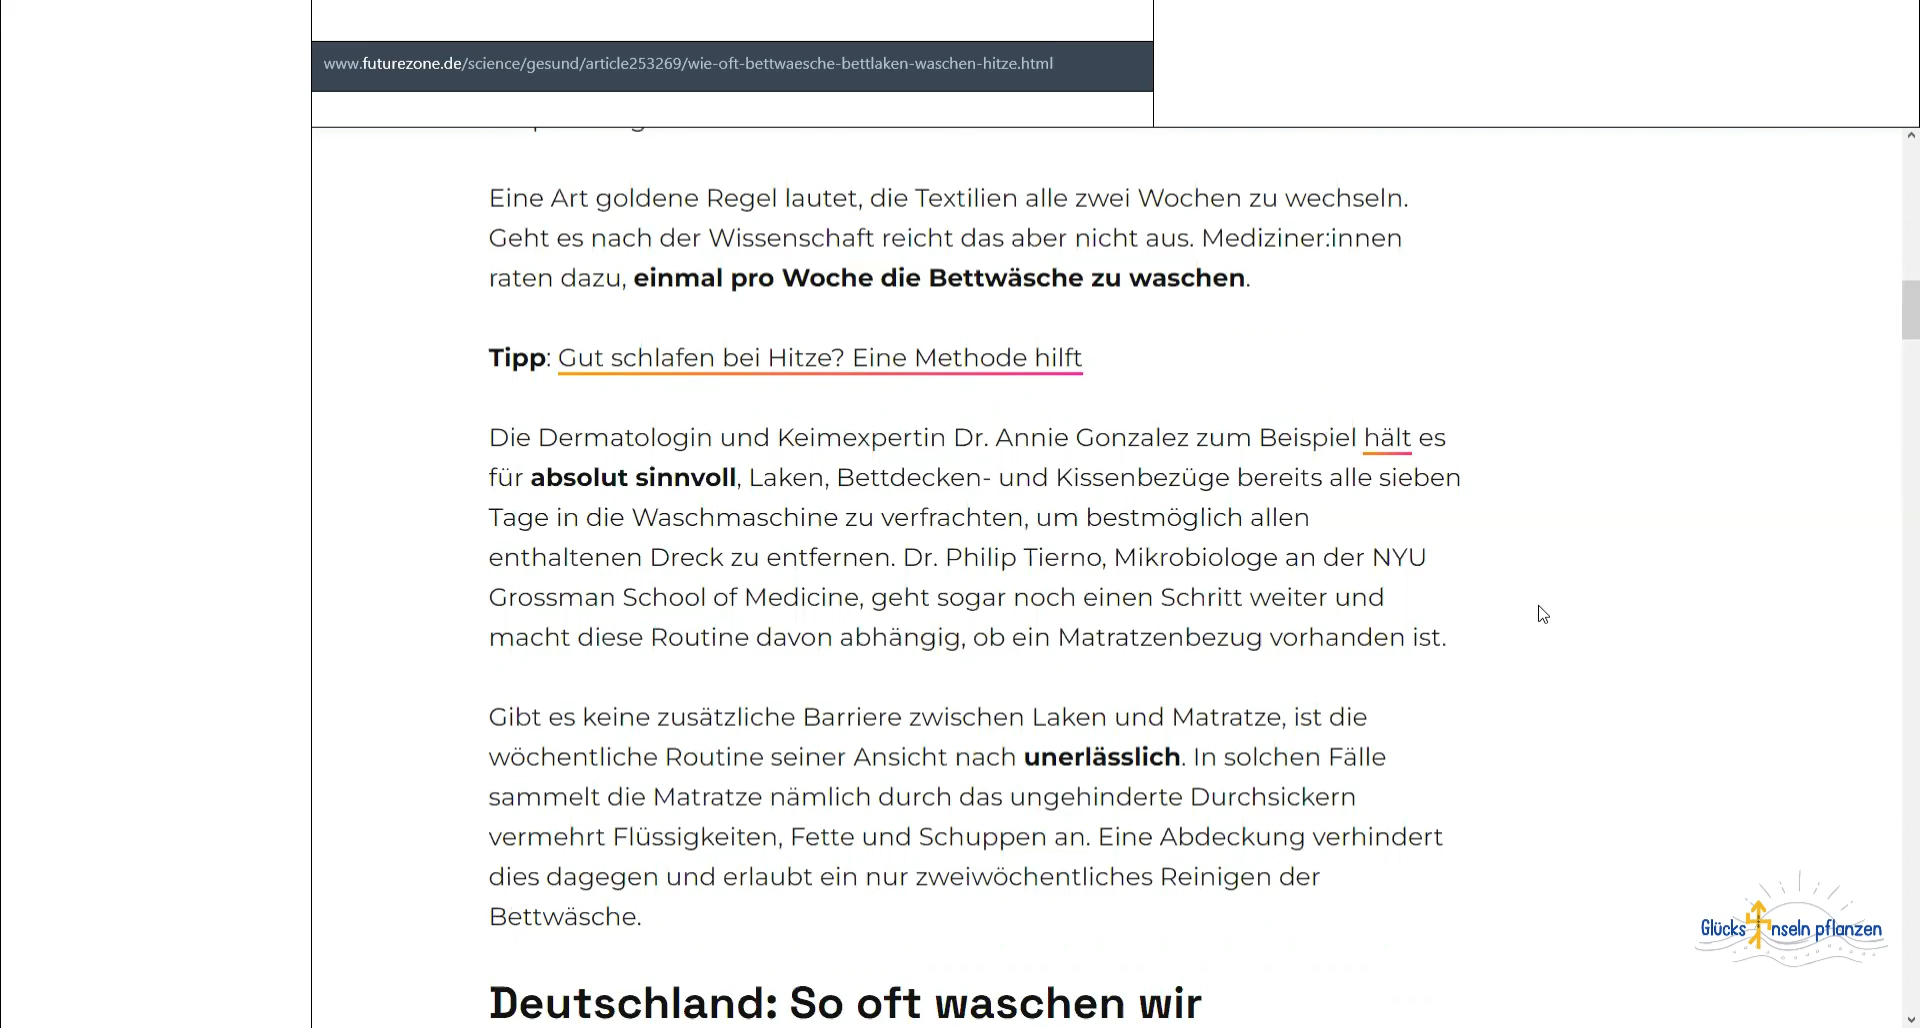 www.futurezone.de/science/gesund/article253269/wie-oft-bettwaesche-bettlaken-waschen-hitze.html
Eine Art goldene Regel lautet, die Textilien alle zwei Wochen zu wechseln.
Geht es nach der Wissenschaft reicht das aber nicht aus. Mediziner:innen
raten dazu, einmal pro Woche die Bettwäsche zu waschen.
Tipp: Gut schlafen bei Hitze? Eine Methode hilft
Die Dermatologin und Keimexpertin Dr. Annie Gonzalez zum Beispiel hält es
für absolut sinnvoll, Laken, Bettdecken- und Kissenbezüge bereits alle sieben
Tage in die Waschmaschine zu verfrachten, um bestmöglich allen
enthaltenen Dreck zu entfernen. Dr. Philip Tierno, Mikrobiologe an der NYU
Grossman School of Medicine, geht sogar noch einen Schritt weiter und
macht diese Routine davon abhängig, ob ein Matratzenbezug vorhanden ist.
Gibt es keine zusätzliche Barriere zwischen Laken und Matratze, ist die
wöchentliche Routine seiner Ansicht nach unerlässlich. In solchen Fälle
sammelt die Matratze nämlich durch das ungehinderte Durchsickern
vermehrt Flüssigkeiten, Fette und Schuppen an. Eine Abdeckung verhindert
dies dagegen und erlaubt ein nur zweiwöchentliches Reinigen der
Bettwäsche.
Glücks Inseln pflanzen
Deutschland: So oft waschen wir